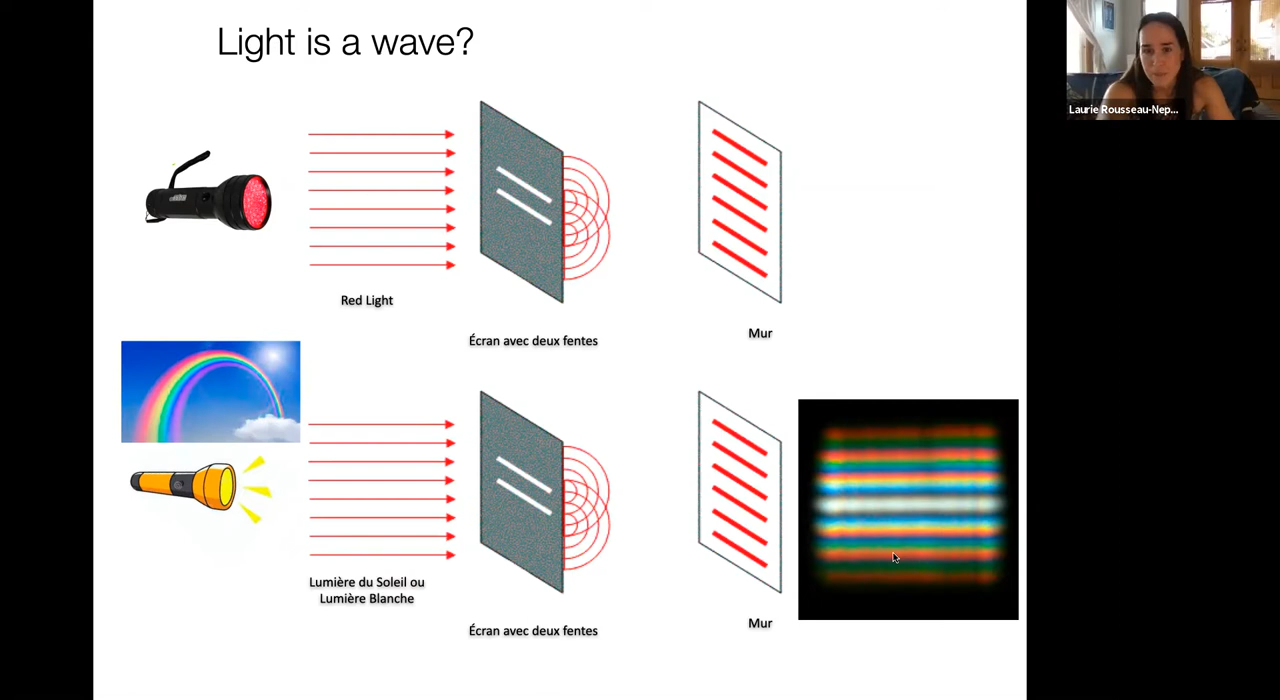 Light is a wave?
Laurie Rousseau-Nep...
Red Light
Écran avec deux fentes
Mur
Lumière du Soleil ou
Lumière Blanche
Écran avec deux fentes
Mur